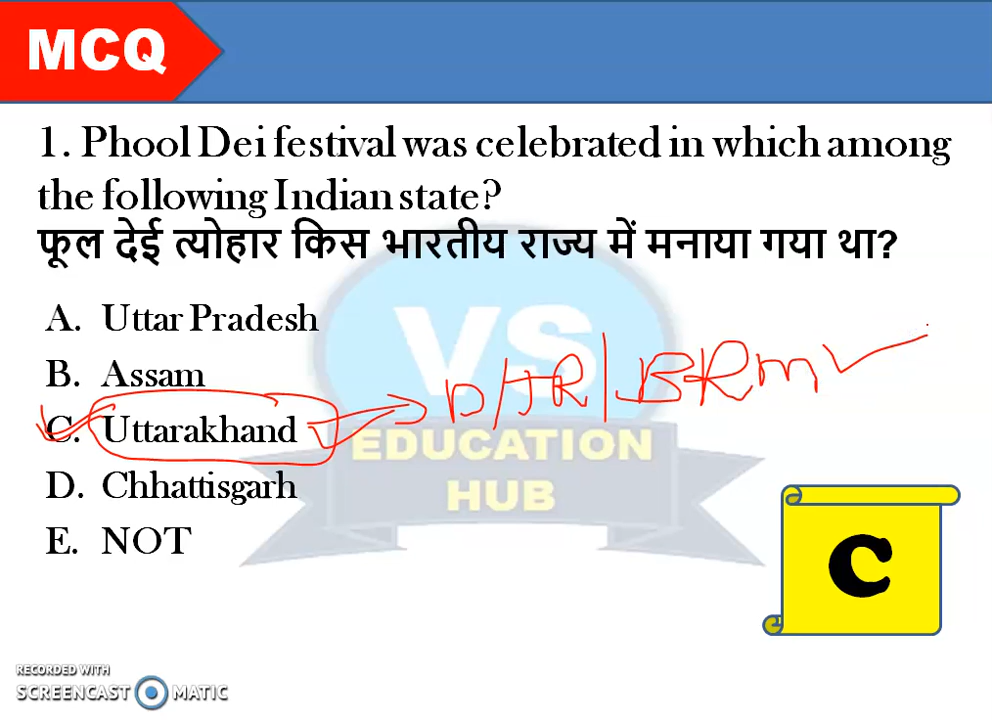 MCQ
1. Phool Dei festival was celebrated in which among
the following Indian state?
फूल देई त्योहार किस भारतीय राज्य में मनाया गया था?
A. Uttar Pradesh
B. Assam
C. Uttarakhand
D. Chhattisgarh
E. NOT
VS
EDUCATION
HUB
C
RECORDED WITH
SCREENCAST MATIC